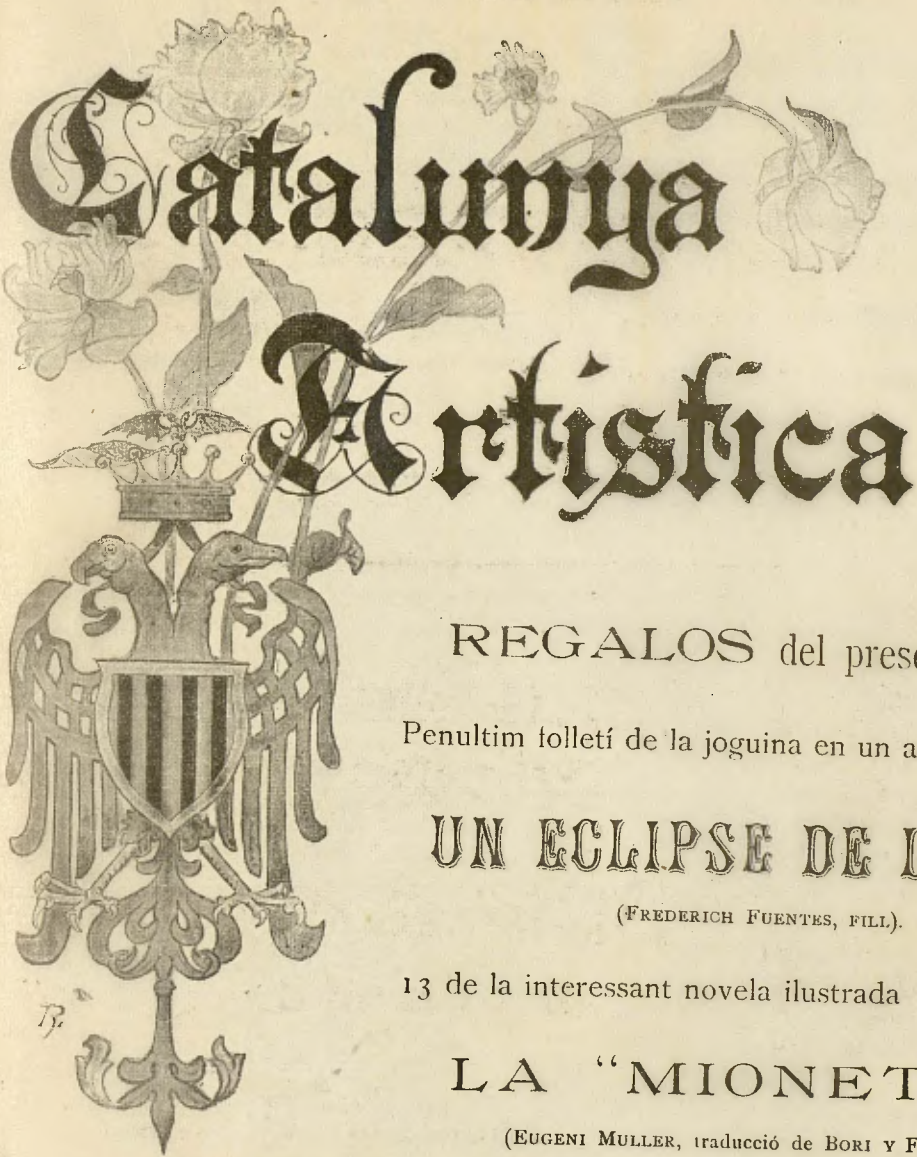 Catalunya
Artistica
REGALOS del prese
Penultim folletí de la joguina en un a
UN ECLIPSE DE L
(FREDERICH FUENTES, FILL).
13 de la interessant novela ilustrada
LA “MIONET
(EUGENI MULLER, traducció de BORI Y F